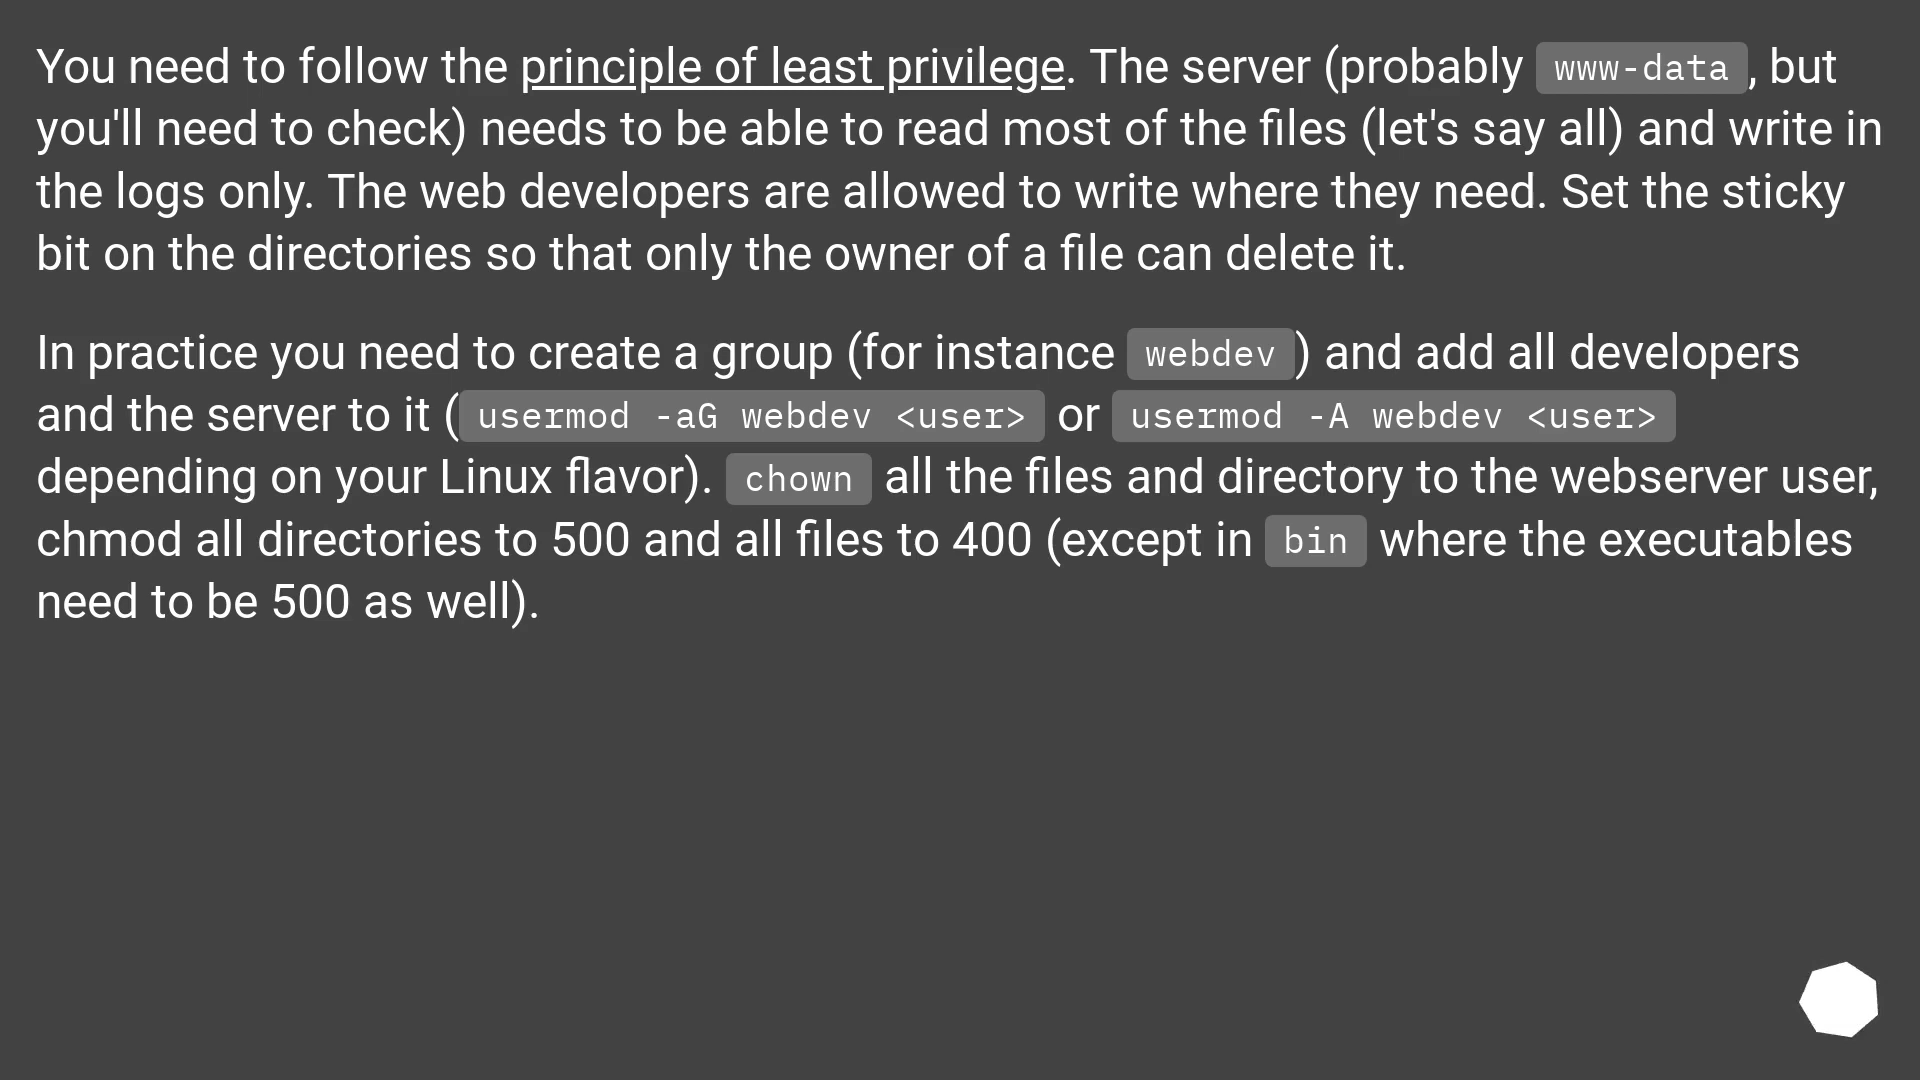 You need to follow the principle of least privilege. The server (probably www-data, but
you'll need to check) needs to be able to read most of the files (let's say all) and write in
the logs only. The web developers are allowed to write where they need. Set the sticky
bit on the directories so that only the owner of a file can delete it.
In practice you need to create a group (for instance webdev) and add all developers
and the server to it (usermod -aG webdev <user> or usermod -A webdev <user>
depending on your Linux flavor). chown all the files and directory to the webserver user,
chmod all directories to 500 and all files to 400 (except in bin where the executables
need to be 500 as well).